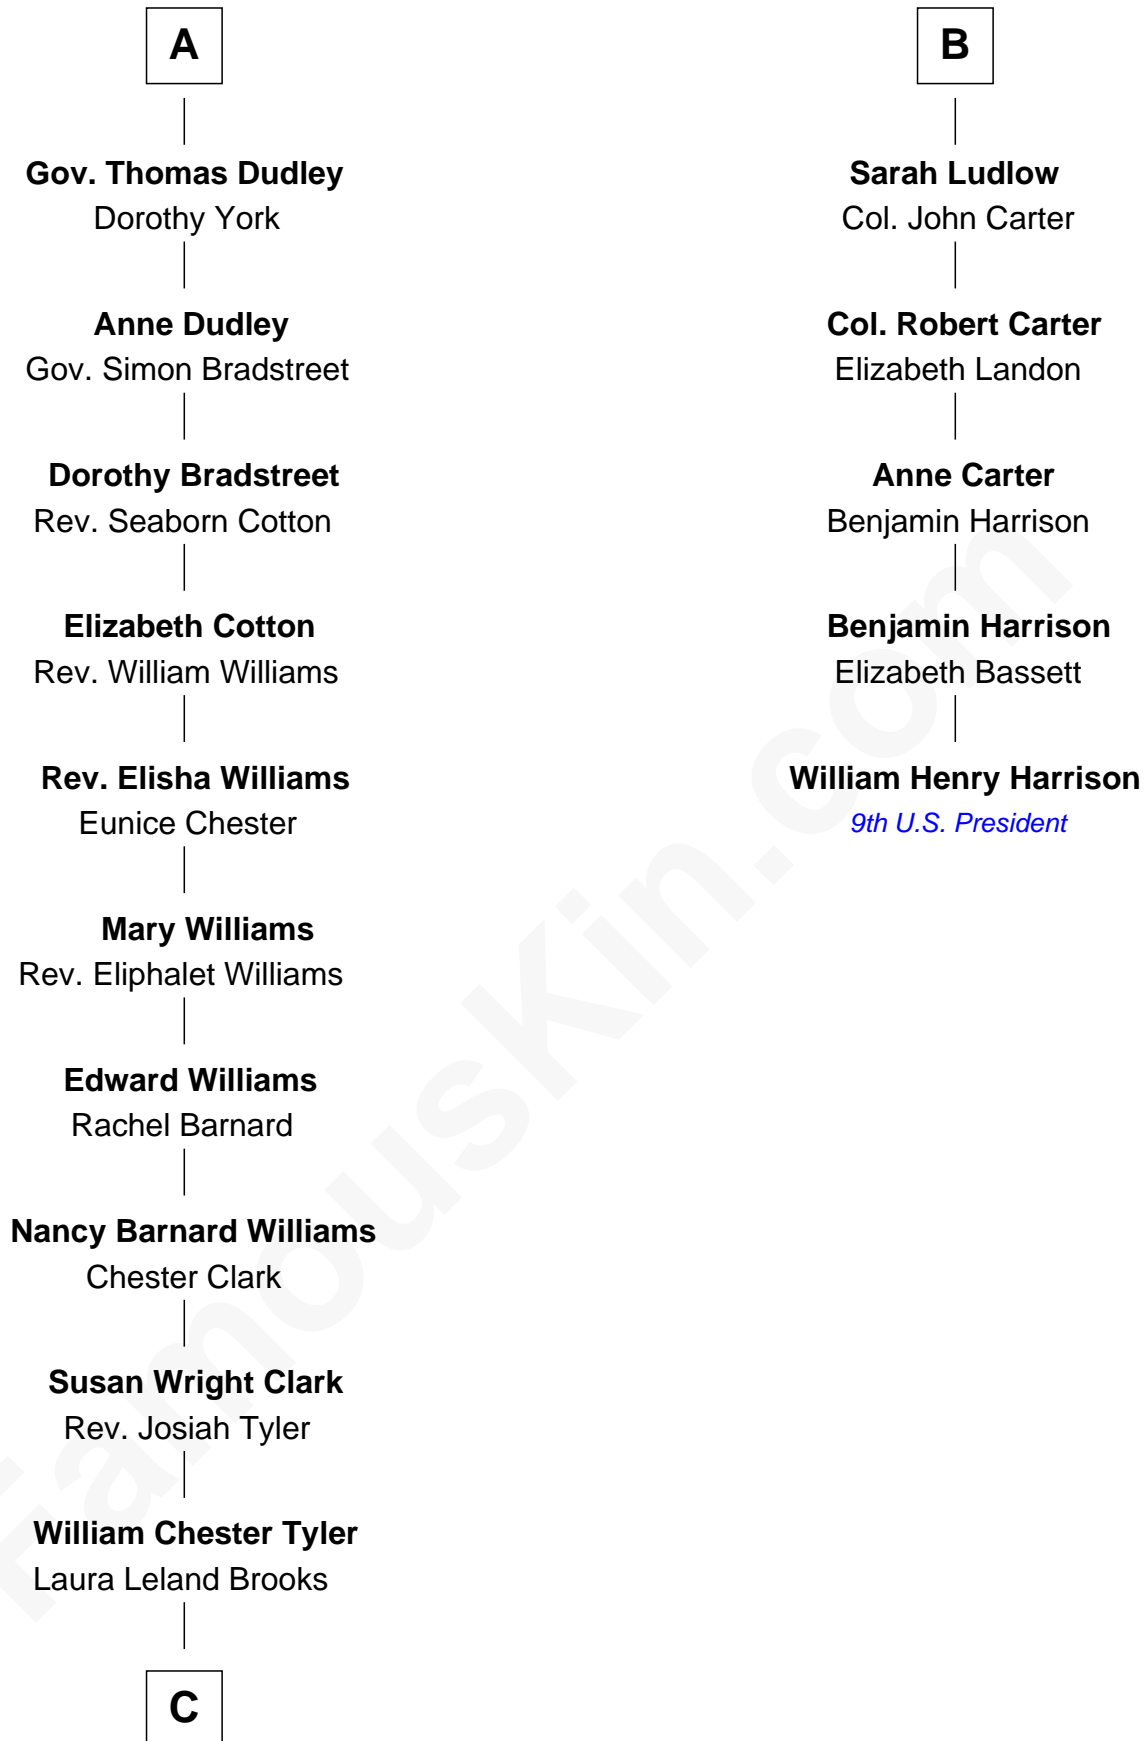 A
Gov. Thomas Dudley
Dorothy York
Anne Dudley
Gov. Simon Bradstreet
Dorothy Bradstreet
Rev. Seaborn Cotton
Elizabeth Cotton
Rev. William Williams
Rev. Elisha Williams
Eunice Chester
Mary Williams
Rev. Eliphalet Williams
Edward Williams
Rachel Barnard
Nancy Barnard Williams
Chester Clark
Susan Wright Clark
Rev. Josiah Tyler
William Chester Tyler
Laura Leland Brooks
C
B
Sarah Ludlow
Col. John Carter
Col. Robert Carter
Elizabeth Landon
Anne Carter
Benjamin Harrison
Benjamin Harrison
Elizabeth Bassett
William Henry Harrison
9th U.S. President
FamousKin.com